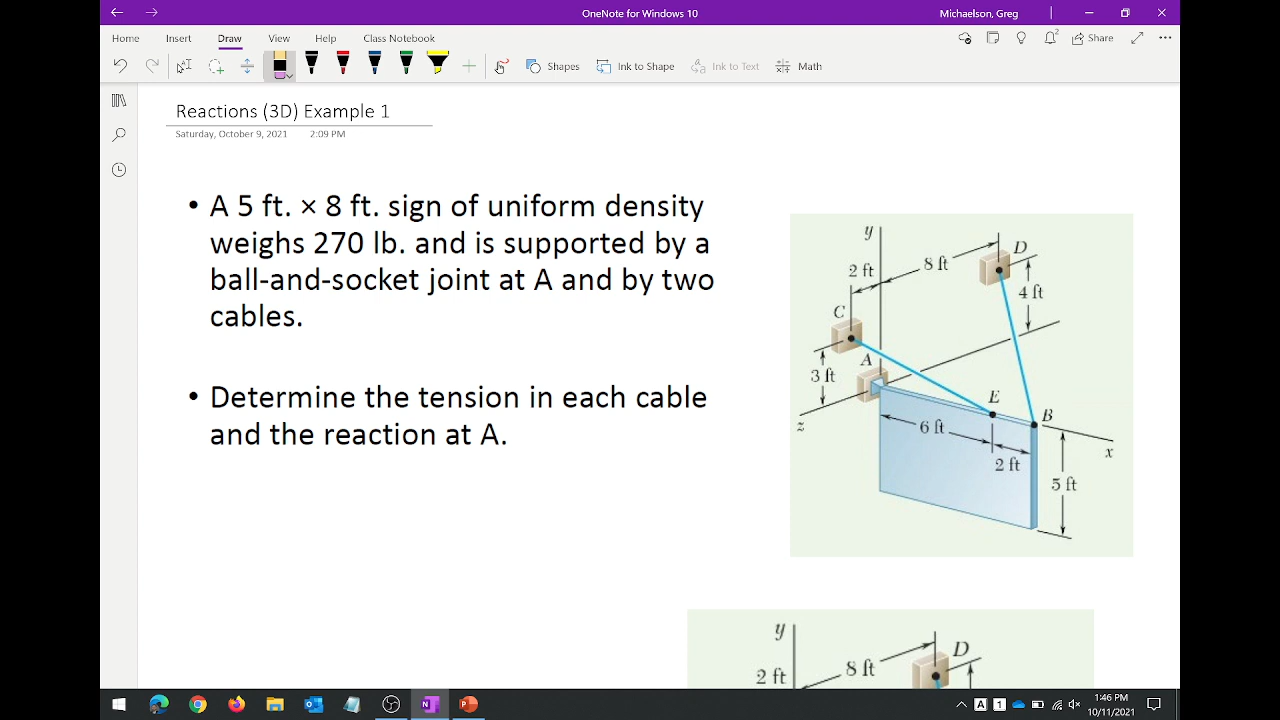 OneNote for Windows 10
Michaelson, Greg
Home Insert Draw View Help Class Notebook
2
Share
Shapes Ink to Shape Ink to Text Math
Reactions (3D) Example 1
Saturday, October 9, 2021 2:09 PM
• A 5 ft. × 8 ft. sign of uniform density
weighs 270 lb. and is supported by a
ball-and-socket joint at A and by two
cables.
• Determine the tension in each cable
and the reaction at A.
y
D
8 ft
2 ft
4 ft
C
A
3 ft
E
B
z
6 ft
x
2 ft
5 ft
y
D
8 ft
2 ft
A 1
1:46 PM
10/11/2021